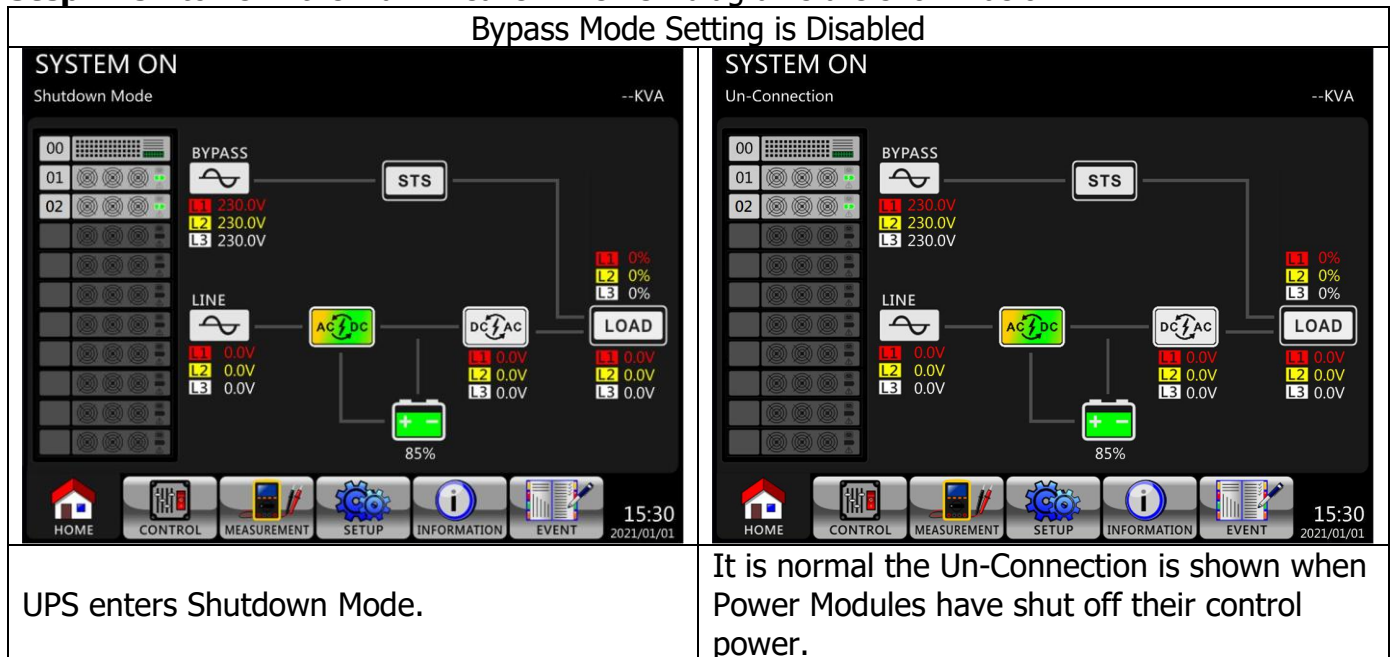 Bypass Mode Setting is Disabled
SYSTEM ON
Shutdown Mode
--KVA
00
01
02
BYPASS
STS
L1 230.0V
L2 230.0V
L3 230.0V
L1 0%
L2 0%
L3 0%
LINE
AC DC
DC AC
LOAD
L1 0.0V
L2 0.0V
L3 0.0V
L1 0.0V
L2 0.0V
L3 0.0V
L1 0.0V
L2 0.0V
L3 0.0V
+ -
85%
HOME
CONTROL
MEASUREMENT
SETUP
i
INFORMATION
EVENT
15:30
2021/01/01
SYSTEM ON
Un-Connection
--KVA
00
01
02
BYPASS
STS
L1 230.0V
L2 230.0V
L3 230.0V
L1 0%
L2 0%
L3 0%
LINE
AC DC
DC AC
LOAD
L1 0.0V
L2 0.0V
L3 0.0V
L1 0.0V
L2 0.0V
L3 0.0V
L1 0.0V
L2 0.0V
L3 0.0V
+ -
85%
HOME
CONTROL
MEASUREMENT
SETUP
i
INFORMATION
EVENT
15:30
2021/01/01
UPS enters Shutdown Mode.
It is normal the Un-Connection is shown when
Power Modules have shut off their control
power.